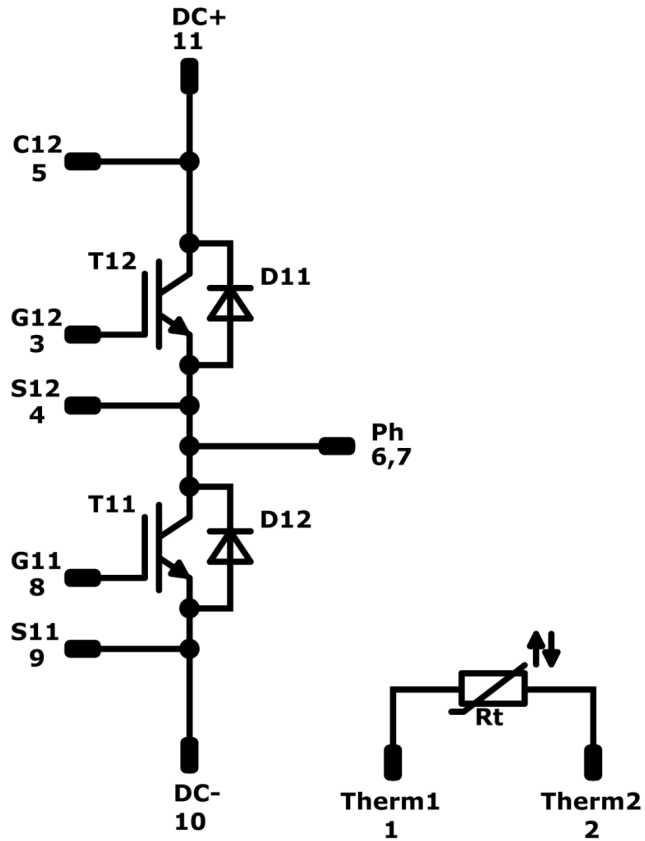 DC+
11
C12
5
T12
D11
G12
3
S12
4
Ph
6,7
T11
D12
G11
8
S11
9
Rt
DC-
10
Therm1
1
Therm2
2